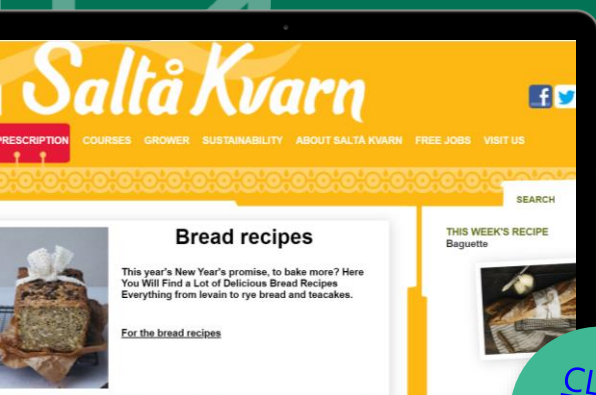 Saltå Kvarn
PRESCRIPTION COURSES GROWER SUSTAINABILITY ABOUT SALTÅ KVARN FREE JOBS VISIT US
SEARCH
Bread recipes
THIS WEEK'S RECIPE
Baguette
This year's New Year's promise, to bake more? Here
You Will Find a Lot of Delicious Bread Recipes
Everything from levain to rye bread and teacakes.
For the bread recipes